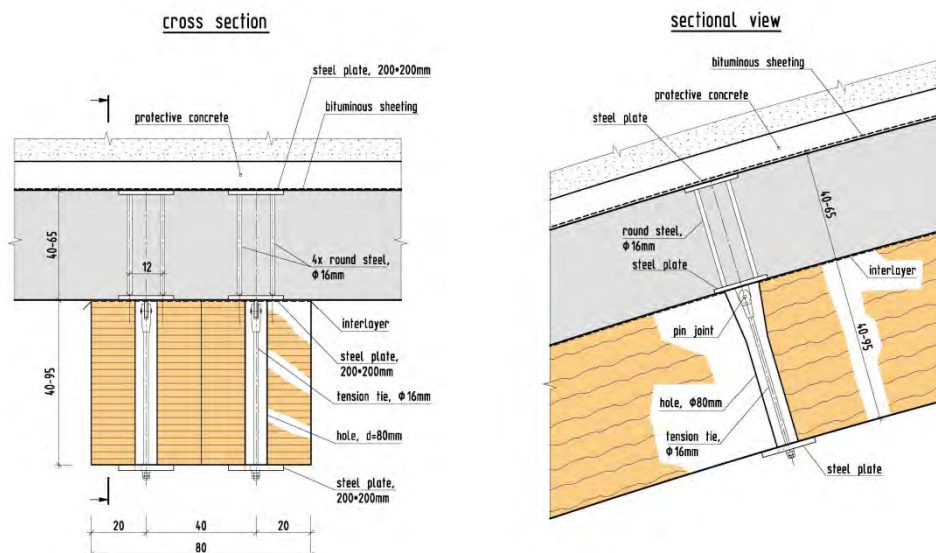 cross section
steel plate, 200•200mm
bituminous sheeting
protective concrete
40-65
12
4x round steel,
Φ16mm
interlayer
steel plate,
200•200mm
40-95
tension tie, Φ16mm
hole, d=80mm
steel plate,
200•200mm
20
40
20
80
sectional view
bituminous sheeting
protective concrete
steel plate
40-65
round steel,
Φ16mm
steel plate
interlayer
pin joint
40-95
hole, Φ80mm
tension tie,
Φ16mm
steel plate